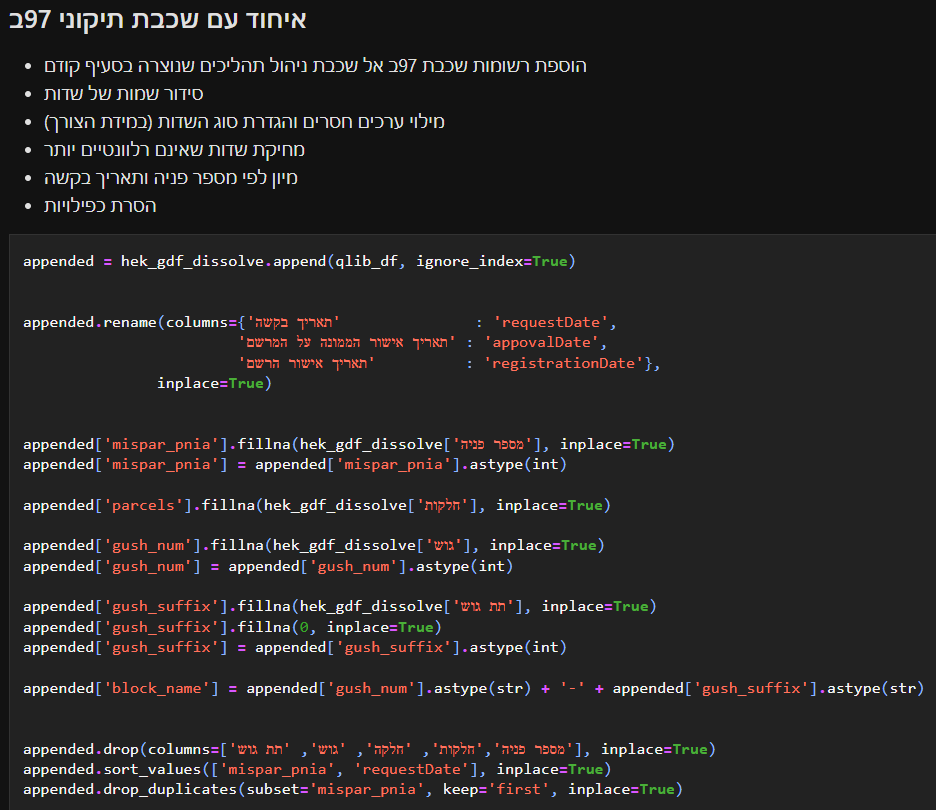 איחוד עם שכבת תיקוני 97ב
• הוספת רשומות שכבת 97ב אל שכבת ניהול תהליכים שנוצרה בסעיף קודם
• סידור שמות של שדות
• מילוי ערכים חסרים והגדרת סוג השדות (במידת הצורך)
• מחיקת שדות שאינם רלוונטיים יותר
• מיון לפי מספר פניה ותאריך בקשה
• הסרת כפילויות
appended = hek_gdf_dissolve.append(qlib_df, ignore_index=True)
appended.rename(columns={'תאריך בקשה' : 'requestDate',
'תאריך אישור הממונה על המרשם' : 'appovalDate',
'תאריך אישור הרשם' : 'registrationDate'},
inplace=True)
appended['mispar_pnia'].fillna(hek_gdf_dissolve['מספר פניה'], inplace=True)
appended['mispar_pnia'] = appended['mispar_pnia'].astype(int)
appended['parcels'].fillna(hek_gdf_dissolve['חלקות'], inplace=True)
appended['gush_num'].fillna(hek_gdf_dissolve['גוש'], inplace=True)
appended['gush_num'] = appended['gush_num'].astype(int)
appended['gush_suffix'].fillna(hek_gdf_dissolve['תת גוש'], inplace=True)
appended['gush_suffix'].fillna(0, inplace=True)
appended['gush_suffix'] = appended['gush_suffix'].astype(int)
appended['block_name'] = appended['gush_num'].astype(str) + '-' + appended['gush_suffix'].astype(str)
appended.drop(columns=['מספר פניה','חלקות', 'חלקה', 'גוש', 'תת גוש'], inplace=True)
appended.sort_values(['mispar_pnia', 'requestDate'], inplace=True)
appended.drop_duplicates(subset='mispar_pnia', keep='first', inplace=True)